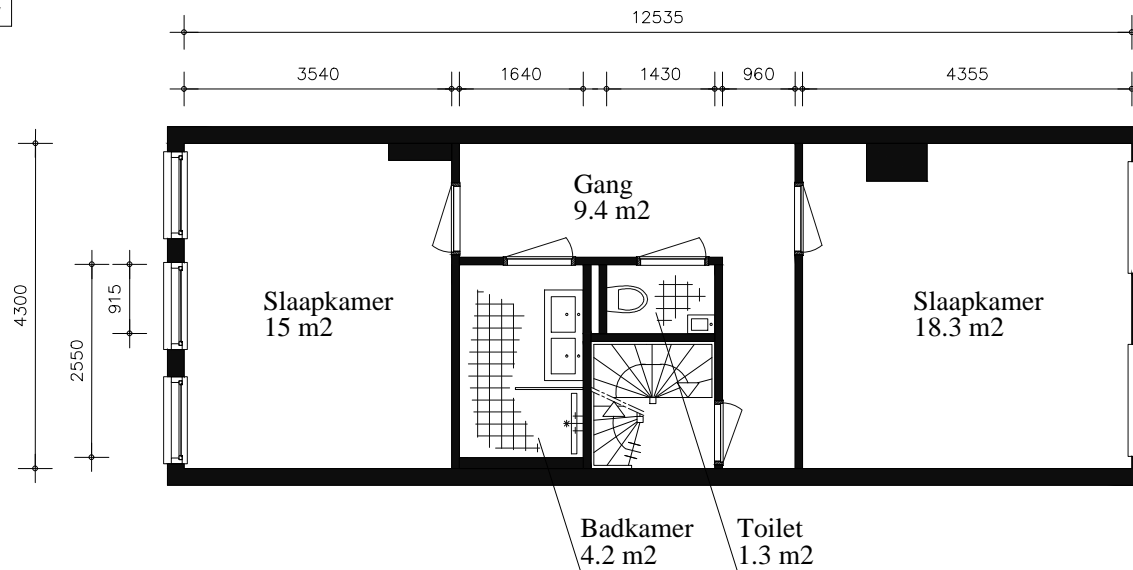 12535
3540 1640 1430 960 4355
Gang
9.4 m2
4300
2550
915
Slaapkamer
15 m2
Slaapkamer
18.3 m2
Badkamer
4.2 m2
Toilet
1.3 m2